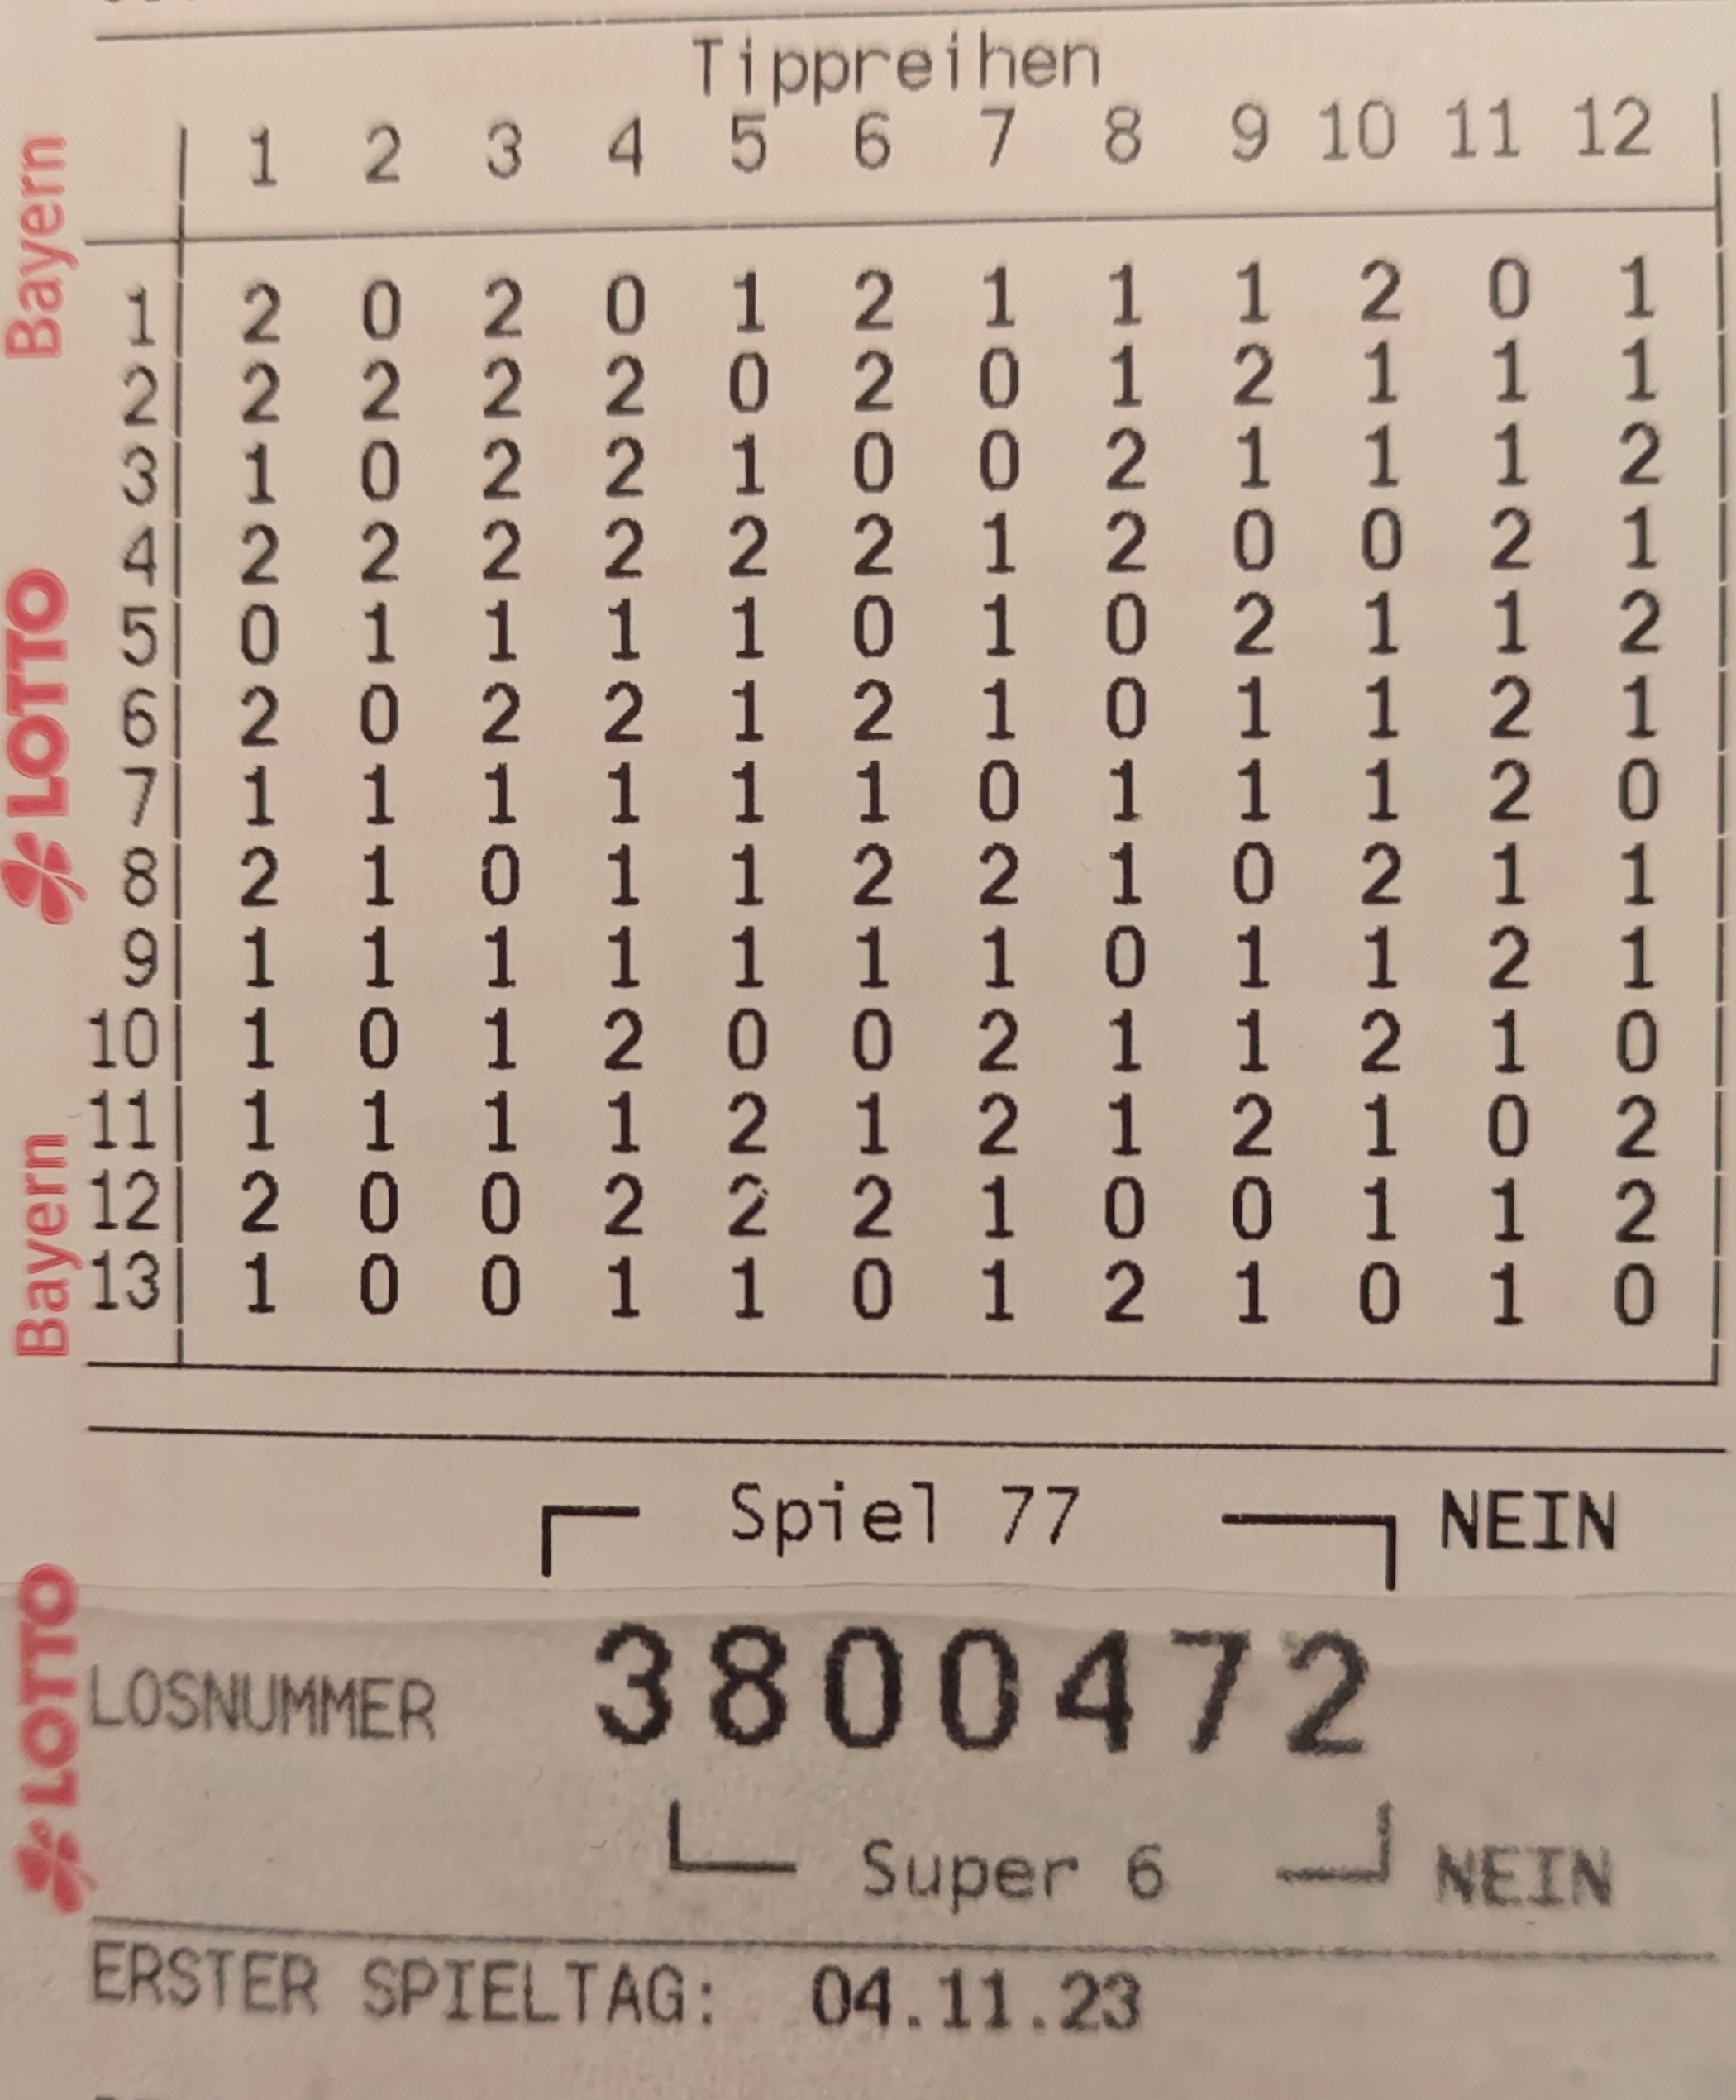 Tippreihen
1 2 3 4 5 6 7 8 9 10 11 12
1 2 0 2 0 1 2 1 1 1 2 0 1
2 2 2 2 2 0 2 0 1 2 1 1 1
3 1 0 2 2 1 0 0 2 1 1 1 2
4 2 2 2 2 2 2 1 2 0 0 2 1
5 0 1 1 1 1 0 1 0 2 1 1 2
6 2 0 2 2 1 2 1 0 1 1 2 1
7 1 1 1 1 1 1 0 1 1 1 2 0
8 2 1 0 1 1 2 2 1 0 2 1 1
9 1 1 1 1 1 1 1 0 1 1 2 1
10 1 0 1 2 0 0 2 1 1 2 1 0
11 1 1 1 1 2 1 2 1 2 1 0 2
12 2 0 0 2 2 2 1 0 0 1 1 2
13 1 0 0 1 1 0 1 2 1 0 1 0
Spiel 77 NEIN
LOSNUMMER 3800472
Super 6 NEIN
ERSTER SPIELTAG: 04.11.23
LOTTO Bayern
LOTTO Bayern